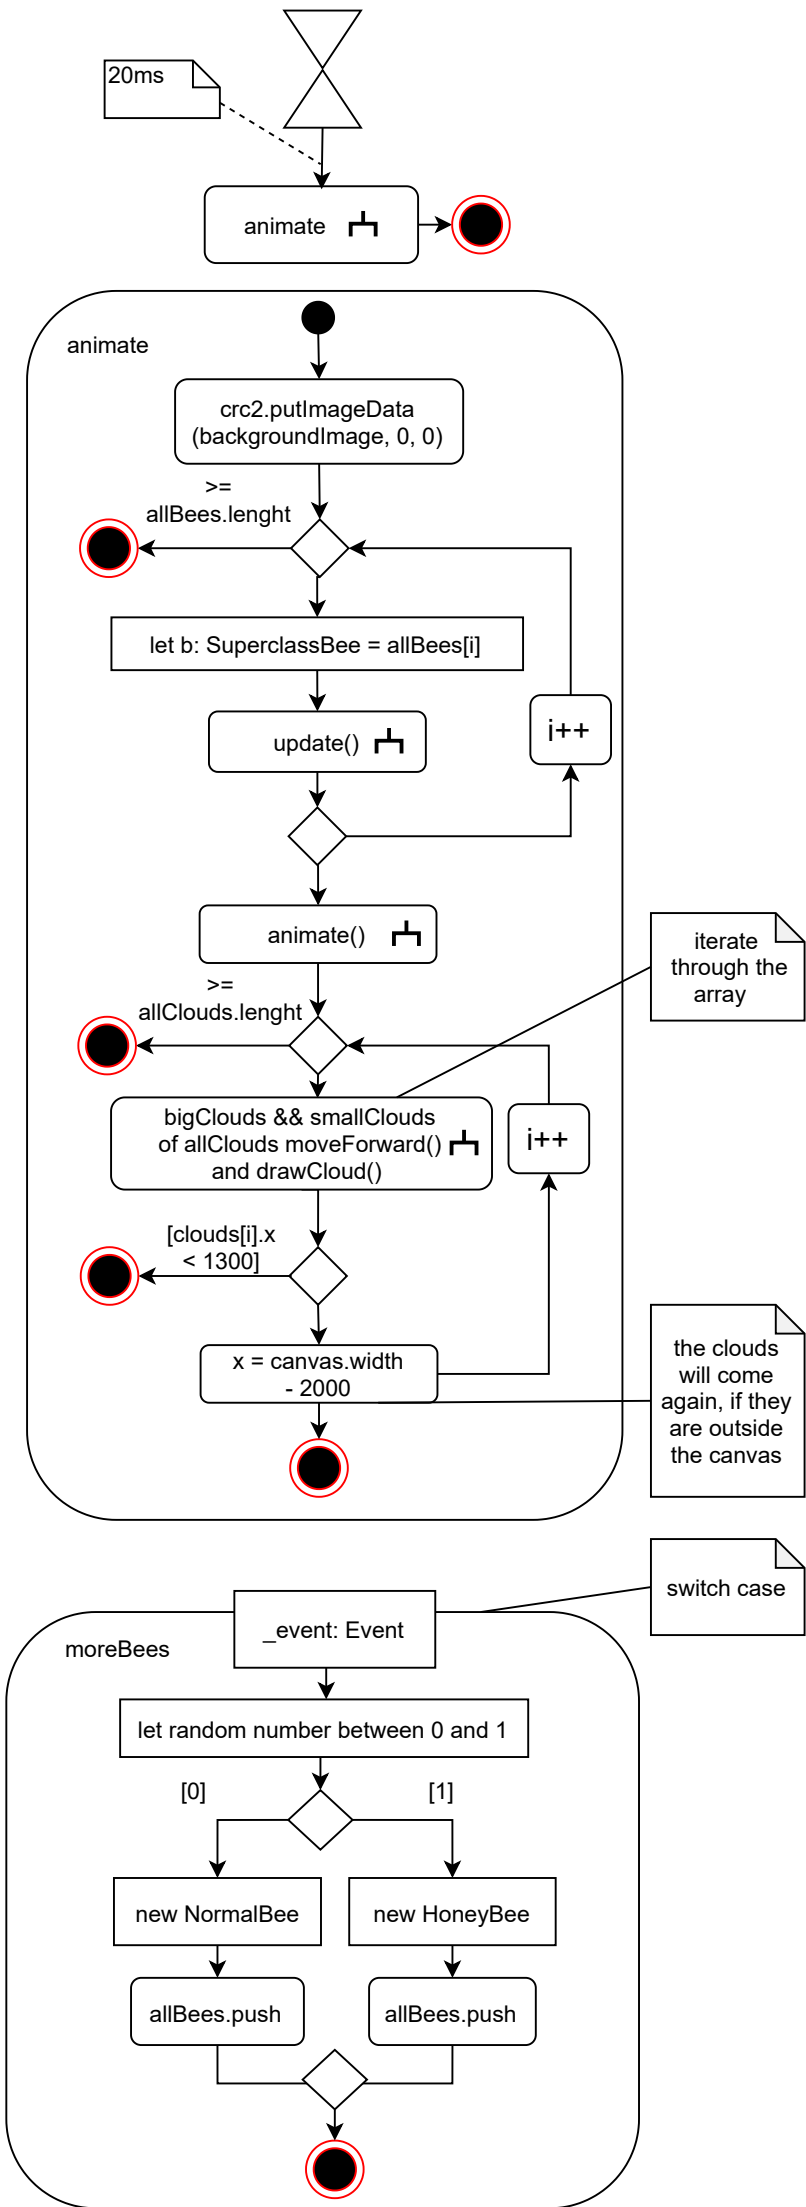 20ms
animate
animate
crc2.putImageData
(backgroundImage, 0, 0)
>=
allBees.lenght
let b: SuperclassBee = allBees[i]
update()
i++
animate()
iterate
through the
array
>=
allClouds.lenght
bigClouds && smallClouds
of allClouds moveForward()
and drawCloud()
i++
[clouds[i].x
< 1300]
x = canvas.width
- 2000
the clouds
will come
again, if they
are outside
the canvas
switch case
_event: Event
moreBees
let random number between 0 and 1
[0]
[1]
new NormalBee
new HoneyBee
allBees.push
allBees.push